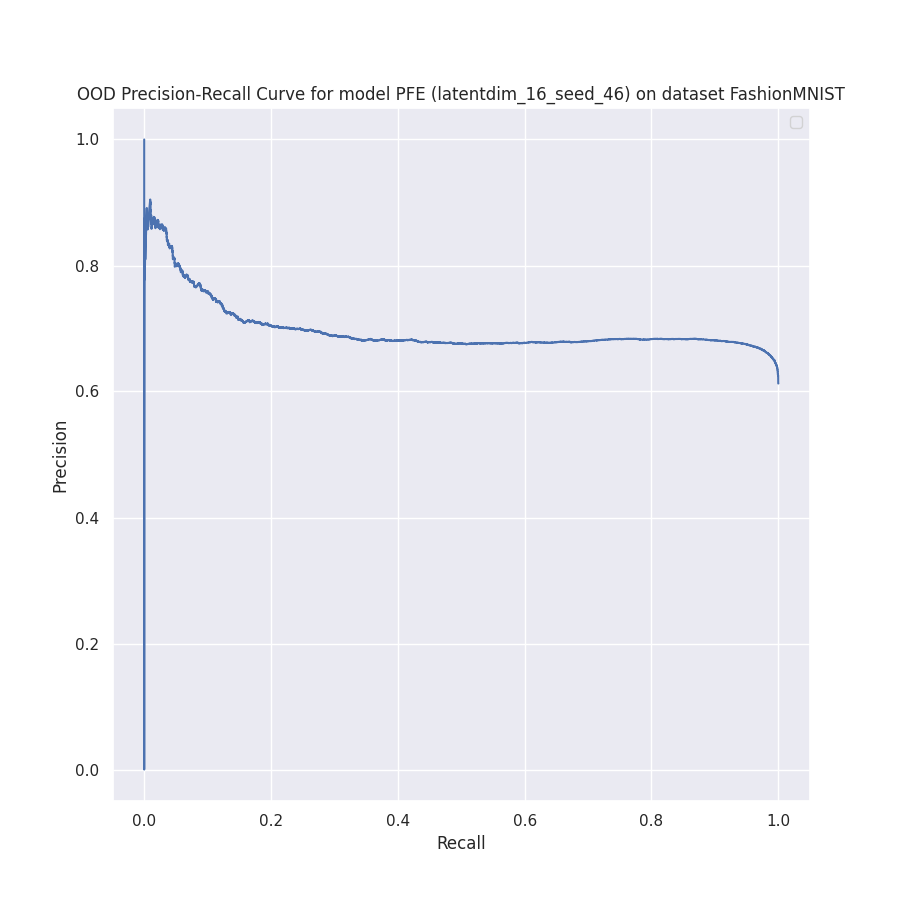 OOD Precision-Recall Curve for model PFE (latentdim_16_seed_46) on dataset FashionMNIST
1.0
0.8
0.6
0.4
0.2
0.0
Precision
0.0 0.2 0.4 0.6 0.8 1.0
Recall